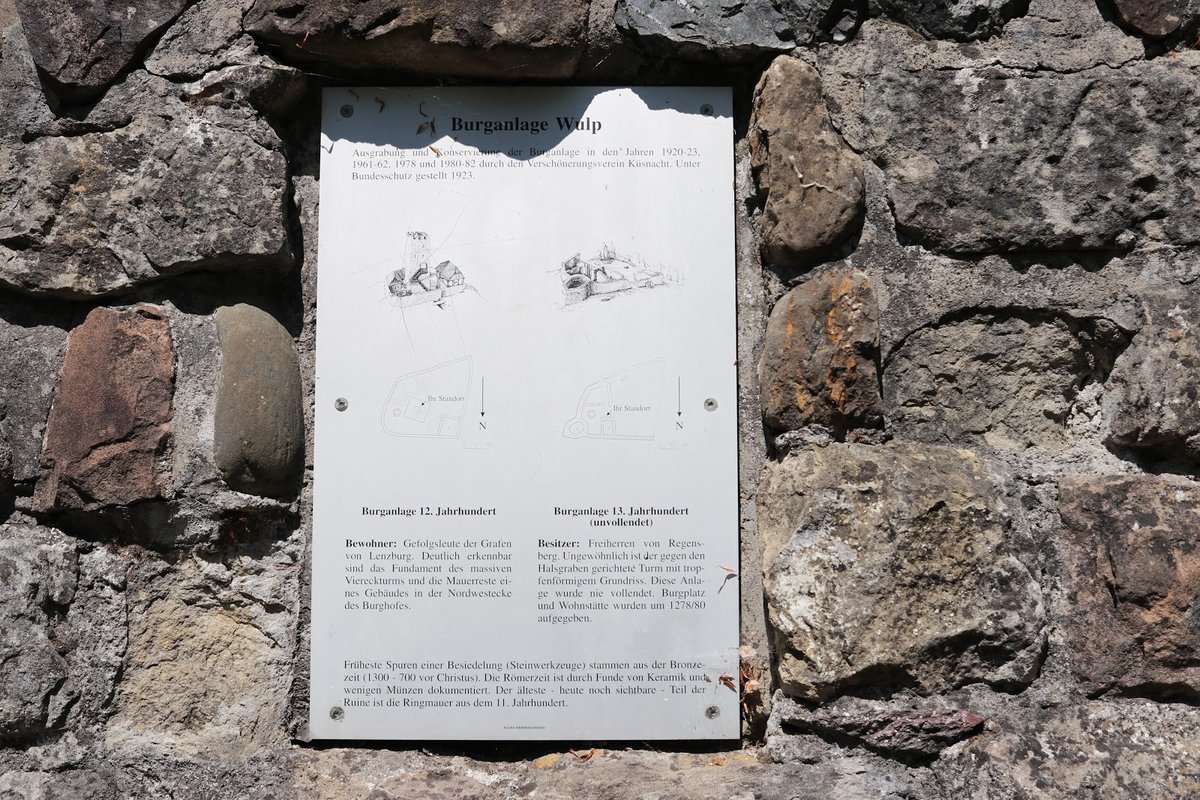 Burganlage Wulp
Ausgrabung und Konservierung der Burganlage in den Jahren 1920-23,
1961-62, 1978 und 1980-82 durch den Verschönerungsverein Küsnacht. Unter
Bundesschutz gestellt 1923.
Ihr Standort
N
Ihr Standort
N
Burganlage 12. Jahrhundert
Bewohner: Gefolgsleute der Grafen
von Lenzburg. Deutlich erkennbar
sind das Fundament des massiven
Viereckturms und die Mauerreste ei-
nes Gebäudes in der Nordwestecke
des Burghofes.
Burganlage 13. Jahrhundert
(unvollendet)
Besitzer: Freiherren von Regens-
berg. Ungewöhnlich ist der gegen den
Halsgraben gerichtete Turm mit trop-
fenförmigem Grundriss. Diese Anla-
ge wurde nie vollendet. Burgplatz
und Wohnstätte wurden um 1278/80
aufgegeben.
Früheste Spuren einer Besiedelung (Steinwerkzeuge) stammen aus der Bronze-
zeit (1300 - 700 vor Christus). Die Römerzeit ist durch Funde von Keramik und
wenigen Münzen dokumentiert. Der älteste - heute noch sichtbare - Teil der
Ruine ist die Ringmauer aus dem 11. Jahrhundert.